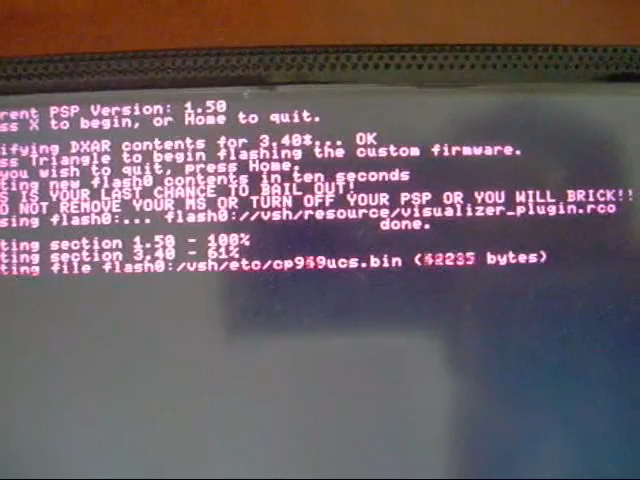 rent PSP Version: 1.50
ss X to begin, or Home to quit.
ifying DXAR contents for 3.40*... OK
ss Triangle to begin flashing the custom firmware.
you wish to quit, press Home.
ting new flash0 contents in ten seconds
S IS YOUR LAST CHANCE TO BAIL OUT!
O NOT REMOVE YOUR MS OR TURN OFF YOUR PSP OR YOU WILL BRICK!!
sing flash0:... flash0://vsh/resource/visualizer_plugin.rco
done.
ting section 1.50 - 100%
ting section 3.40 - 61%
ting file flash0:/vsh/etc/ bytes)